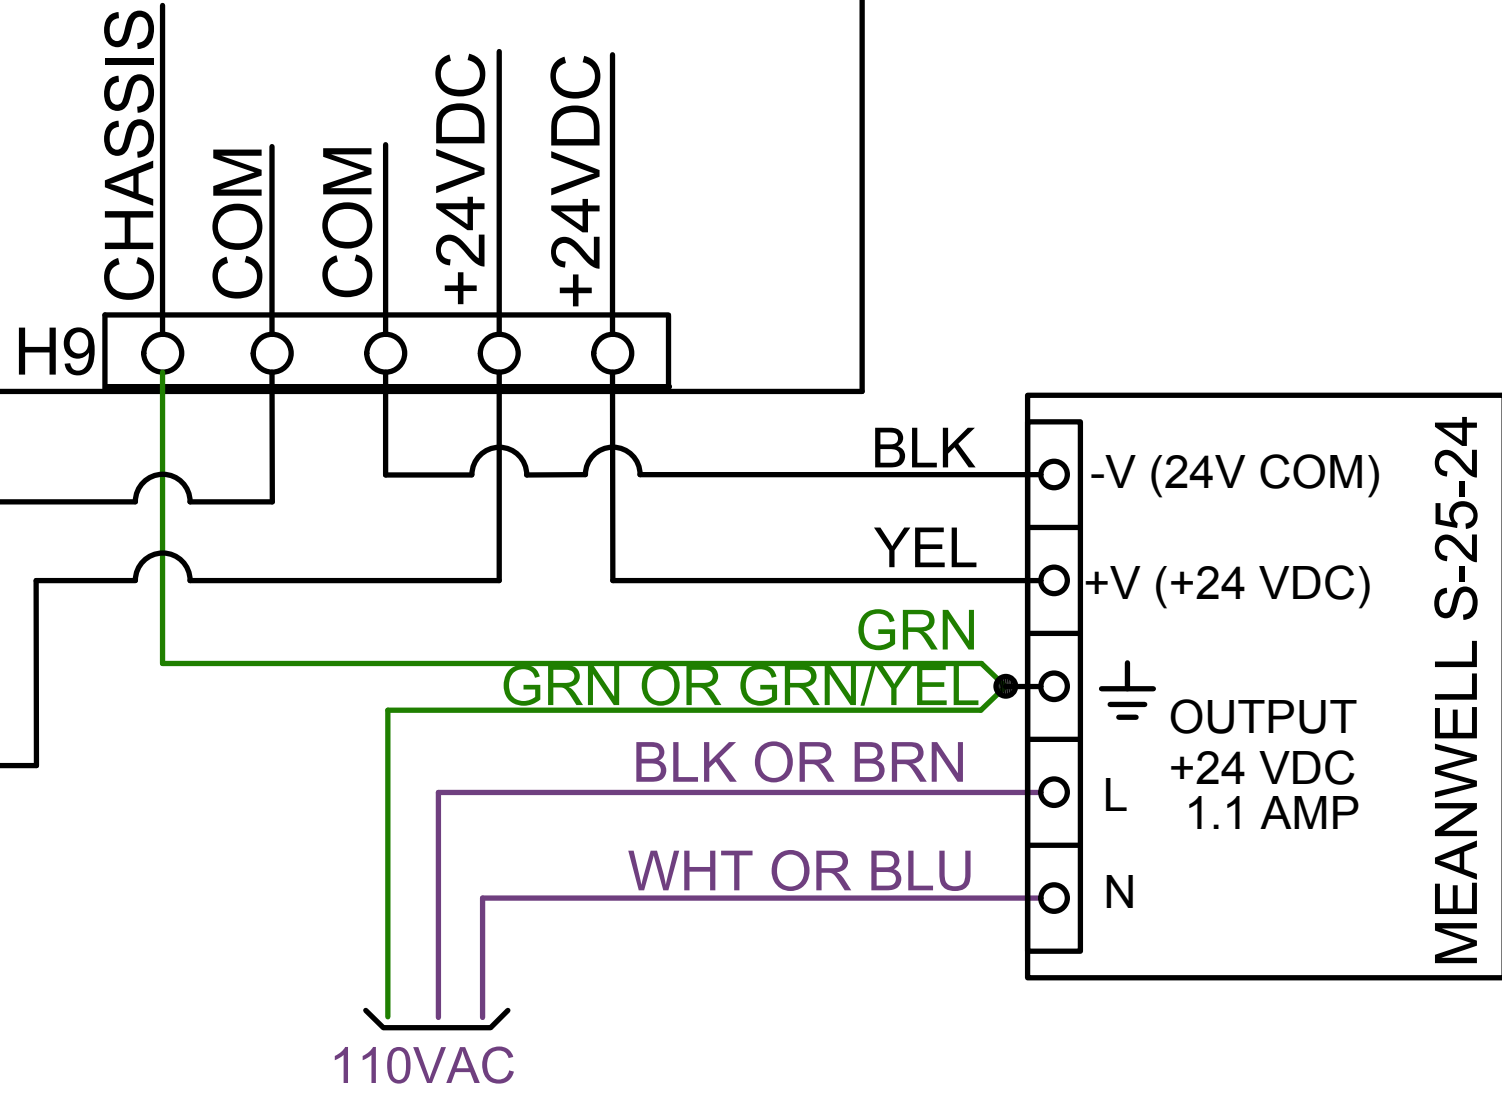 CHASSIS
COM
COM
+24VDC
+24VDC
H9
BLK
-V (24V COM)
YEL
+V (+24 VDC)
GRN
GRN OR GRN/YEL
OUTPUT
+24 VDC
1.1 AMP
BLK OR BRN
L
WHT OR BLU
N
MEANWELL S-25-24
110VAC